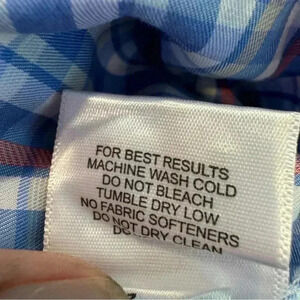 FOR BEST RESULTS
MACHINE WASH COLD
DO NOT BLEACH
TUMBLE DRY LOW
NO FABRIC SOFTENERS
DO NOT DRY CLEAN